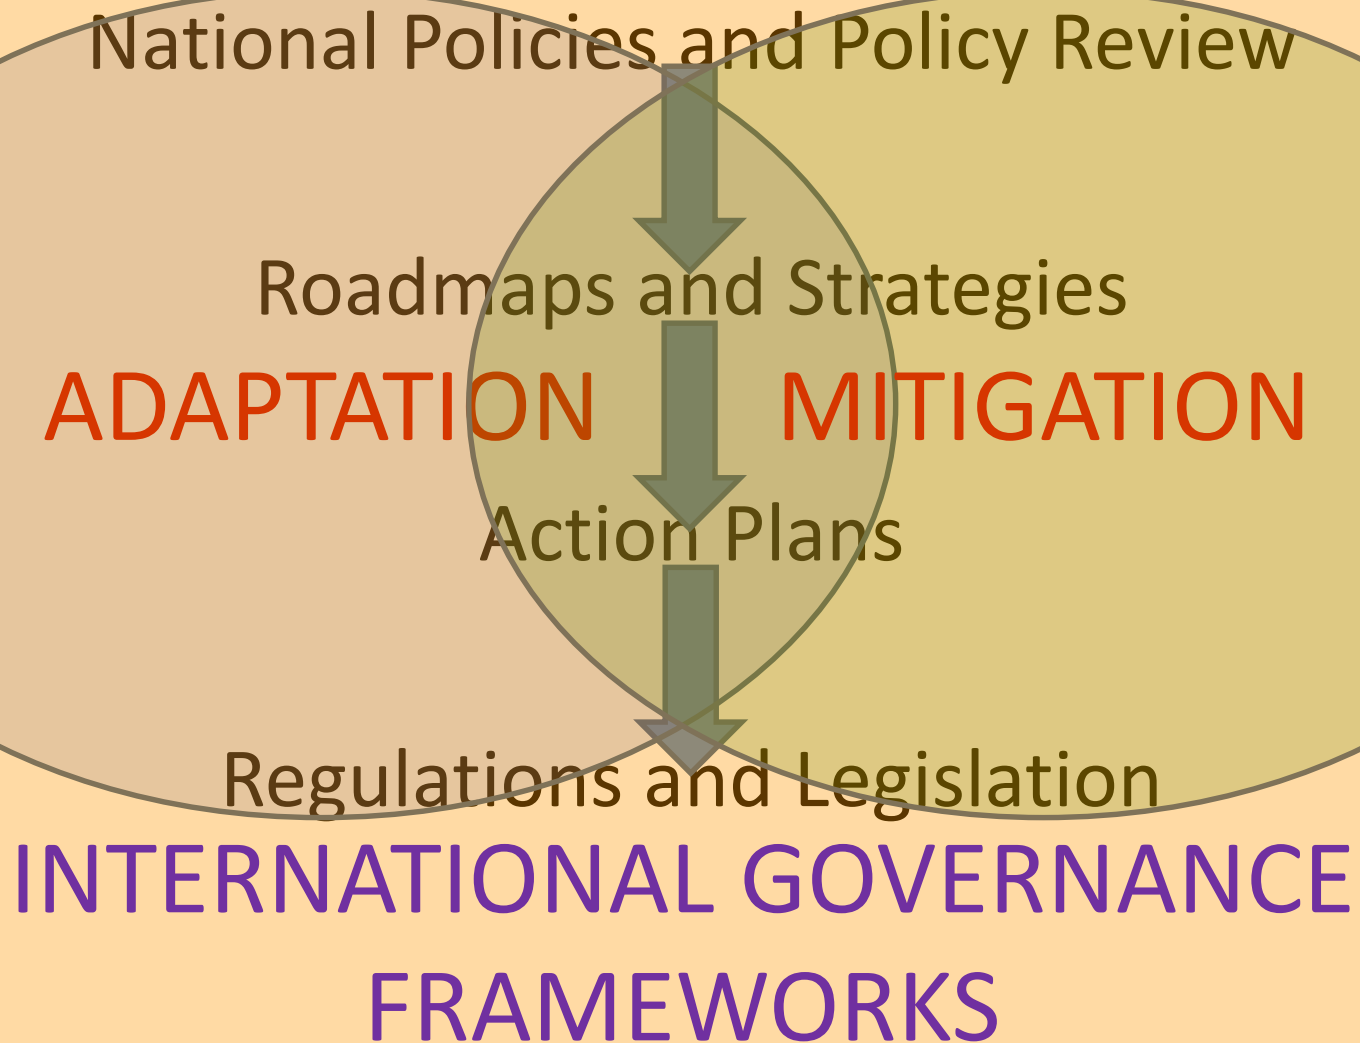 National Policies and Policy Review
Roadmaps and Strategies
ADAPTATION MITIGATION
Action Plans
Regulations and Legislation
INTERNATIONAL GOVERNANCE
FRAMEWORKS